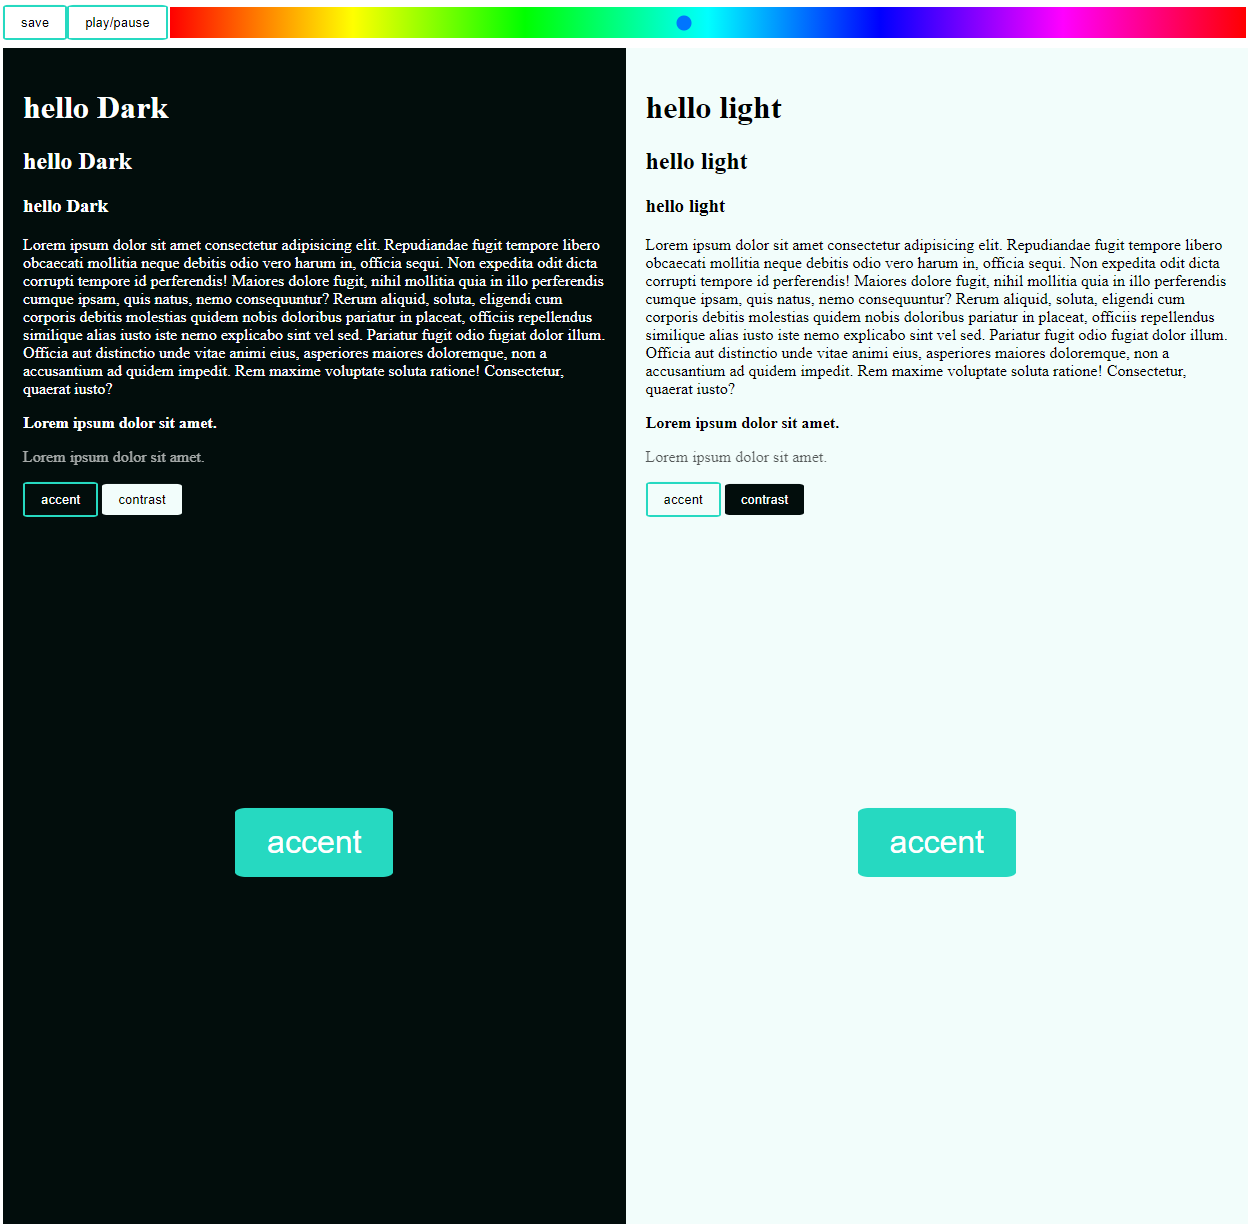 save
play/pause
hello Dark
hello Dark
hello Dark
Lorem ipsum dolor sit amet consectetur adipisicing elit. Repudiandae fugit tempore libero
obcaecati mollitia neque debitis odio vero harum in, officia sequi. Non expedita odit dicta
corrupti tempore id perferendis! Maiores dolore fugit, nihil mollitia quia in illo perferendis
cumque ipsam, quis natus, nemo consequuntur? Rerum aliquid, soluta, eligendi cum
corporis debitis molestias quidem nobis doloribus pariatur in placeat, officiis repellendus
similique alias iusto iste nemo explicabo sint vel sed. Pariatur fugit odio fugiat dolor illum.
Officia aut distinctio unde vitae animi eius, asperiores maiores doloremque, non a
accusantium ad quidem impedit. Rem maxime voluptate soluta ratione! Consectetur,
quaerat iusto?
Lorem ipsum dolor sit amet.
Lorem ipsum dolor sit amet.
accent
contrast
accent
hello light
hello light
hello light
Lorem ipsum dolor sit amet consectetur adipisicing elit. Repudiandae fugit tempore libero
obcaecati mollitia neque debitis odio vero harum in, officia sequi. Non expedita odit dicta
corrupti tempore id perferendis! Maiores dolore fugit, nihil mollitia quia in illo perferendis
cumque ipsam, quis natus, nemo consequuntur? Rerum aliquid, soluta, eligendi cum
corporis debitis molestias quidem nobis doloribus pariatur in placeat, officiis repellendus
similique alias iusto iste nemo explicabo sint vel sed. Pariatur fugit odio fugiat dolor illum.
Officia aut distinctio unde vitae animi eius, asperiores maiores doloremque, non a
accusantium ad quidem impedit. Rem maxime voluptate soluta ratione! Consectetur,
quaerat iusto?
Lorem ipsum dolor sit amet.
Lorem ipsum dolor sit amet.
accent
contrast
accent